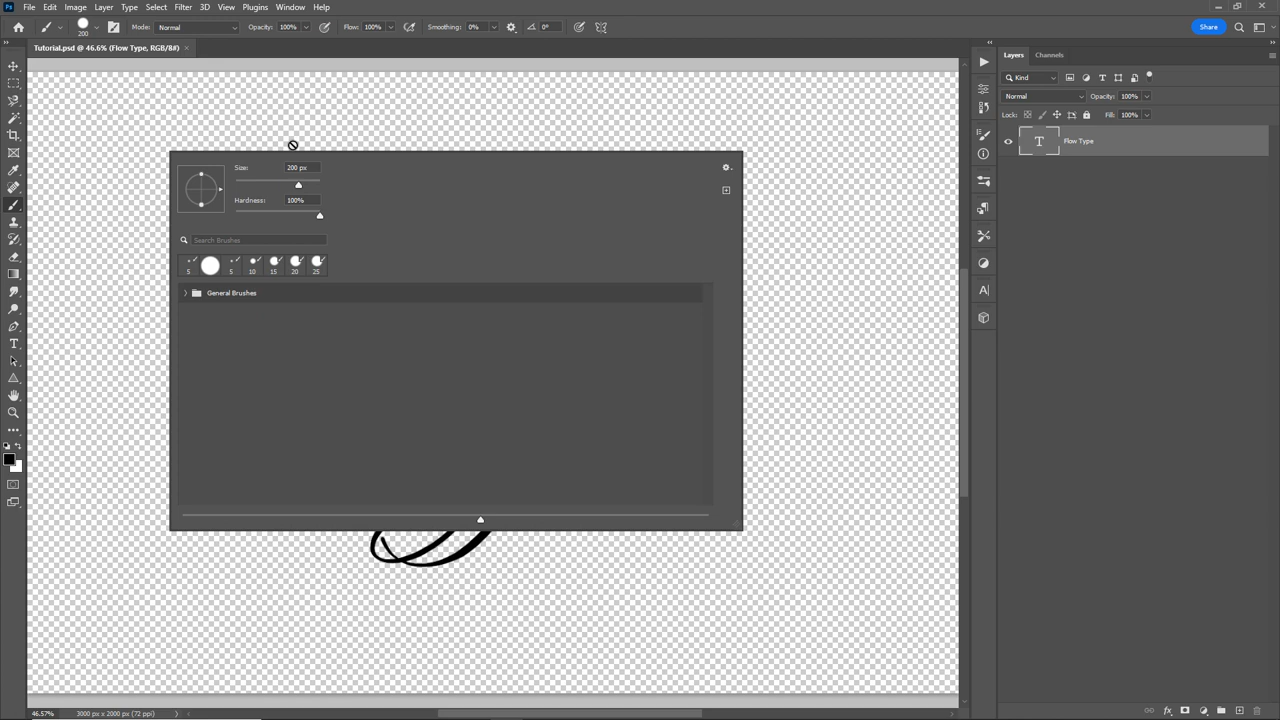 Ps File Edit Image Layer Type Select Filter 3D View Plugins Window Help
200 Mode: Normal Opacity: 100% Flow: 100% Smoothing: 0% 0° Share
Tutorial.psd @ 46.6% (Flow Type, RGB/8#) ×
Size: 200 px
Hardness: 100%
Search Brushes
5 5 10 15 20 25
General Brushes
Layers Channels
Kind
Normal Opacity: 100%
Lock: Fill: 100%
T Flow Type
46.57% 3000 px x 2000 px (72 ppi)